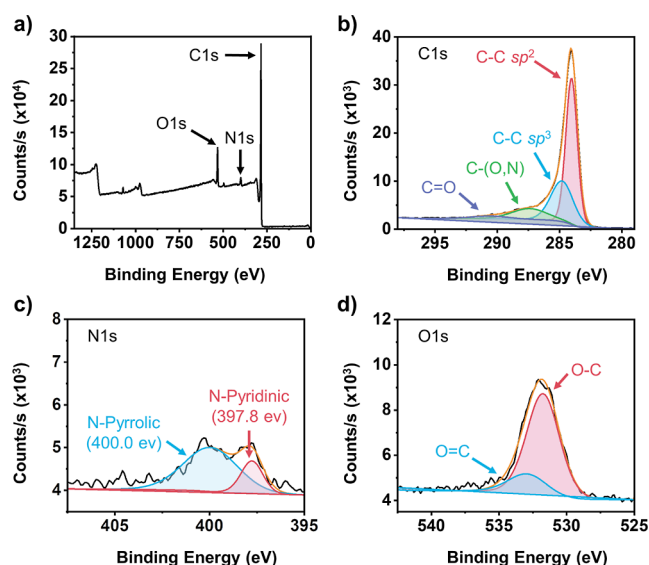 a)
C1s
O1s
N1s
Counts/s (x10⁴)
30
25
20
15
10
5
0
1250
1000
750
500
250
0
Binding Energy (eV)
b)
C1s
C-C sp²
C-C sp³
C-(O,N)
C=O
Counts/s (x10³)
40
30
20
10
0
295
290
285
280
Binding Energy (eV)
c)
N1s
N-Pyridinic
(397.8 ev)
N-Pyrrolic
(400.0 ev)
Counts/s (x10³)
8
7
6
5
4
405
400
395
Binding Energy (eV)
d)
O1s
O-C
O=C
Counts/s (x10³)
12
10
8
6
4
540
535
530
525
Binding Energy (eV)